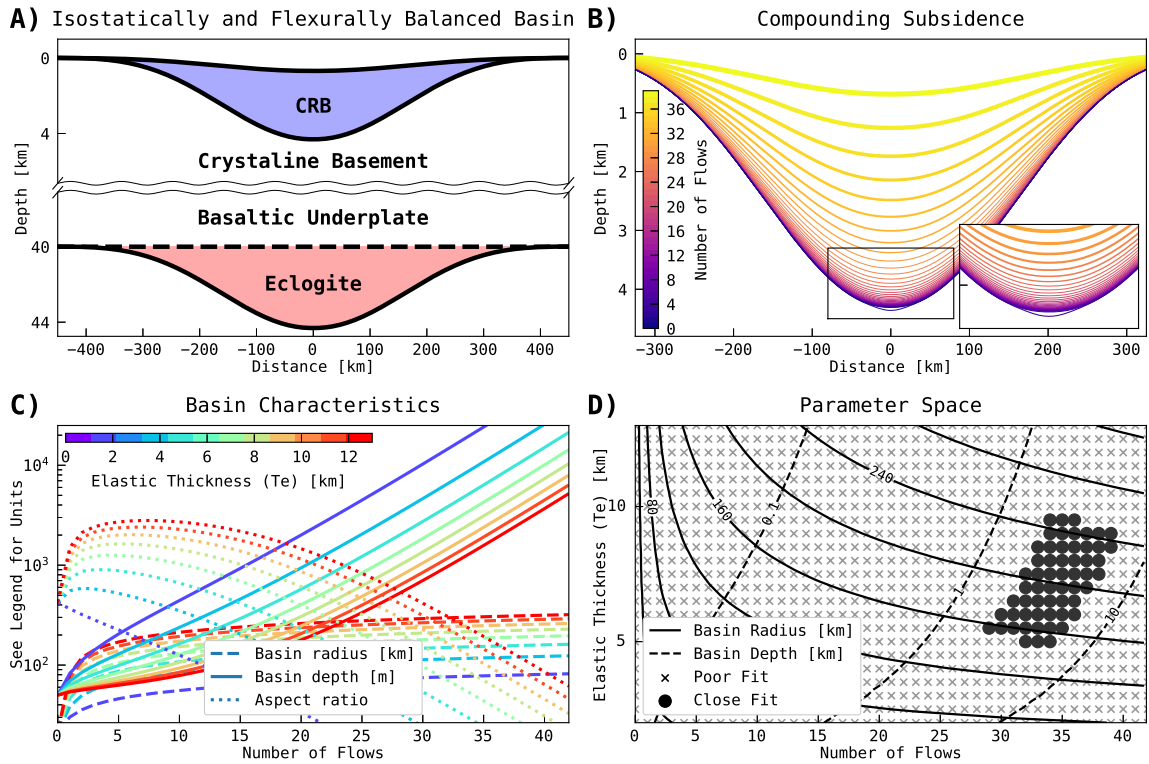 A) Isostatically and Flexurally Balanced Basin
0
4
40
44
Depth [km]
CRB
Crystaline Basement
Basaltic Underplate
Eclogite
−400 −300 −200 −100 0 100 200 300 400
Distance [km]
B) Compounding Subsidence
0
1
2
3
4
Depth [km]
36
32
28
24
20
16
12
8
4
0
Number of Flows
−300 −200 −100 0 100 200 300
Distance [km]
C) Basin Characteristics
0 2 4 6 8 10 12
Elastic Thickness (Te) [km]
10⁴
10³
10²
See Legend for Units
Basin radius [km]
Basin depth [m]
Aspect ratio
0 5 10 15 20 25 30 35 40
Number of Flows
D) Parameter Space
10
5
Elastic Thickness (Te) [km]
80
160
240
0.1
1
10
Basin Radius [km]
Basin Depth [km]
Poor Fit
Close Fit
0 5 10 15 20 25 30 35 40
Number of Flows